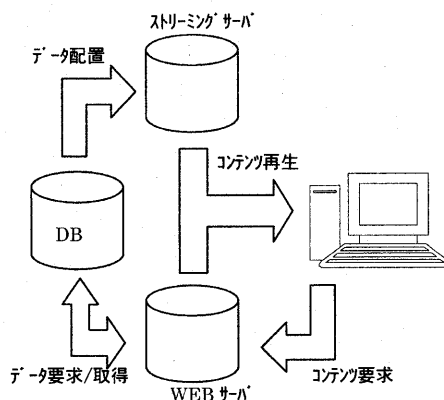 ストリーミングサーバ
データ配置
コンテンツ再生
DB
データ要求/取得
コンテンツ要求
WEB サーバ